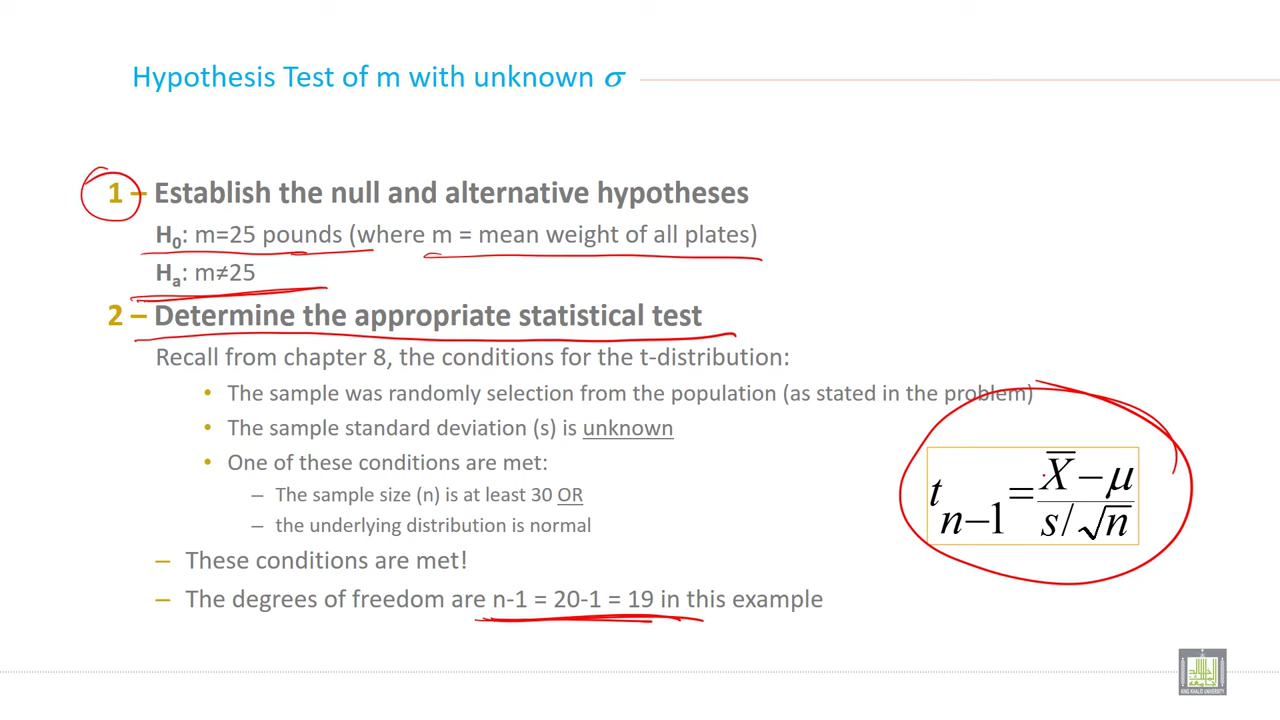 Hypothesis Test of m with unknown σ
1 – Establish the null and alternative hypotheses
H₀: m=25 pounds (where m = mean weight of all plates)
Hₐ: m≠25
2 – Determine the appropriate statistical test
Recall from chapter 8, the conditions for the t-distribution:
• The sample was randomly selection from the population (as stated in the problem)
• The sample standard deviation (s) is unknown
• One of these conditions are met:
– The sample size (n) is at least 30 OR
– the underlying distribution is normal
– These conditions are met!
– The degrees of freedom are n-1 = 20-1 = 19 in this example
t n−1 = X̅ − μ / s/√n
KING KHALID UNIVERSITY